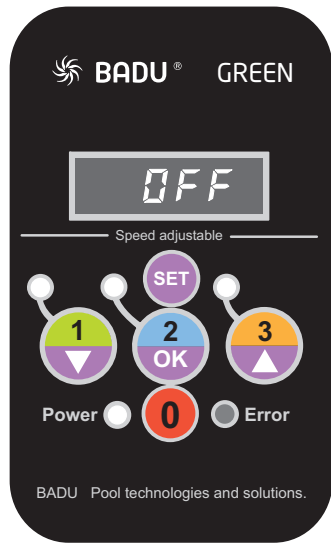 BADU ® GREEN
OFF
Speed adjustable
SET
1 2 3
OK
Power 0 Error
BADU Pool technologies and solutions.